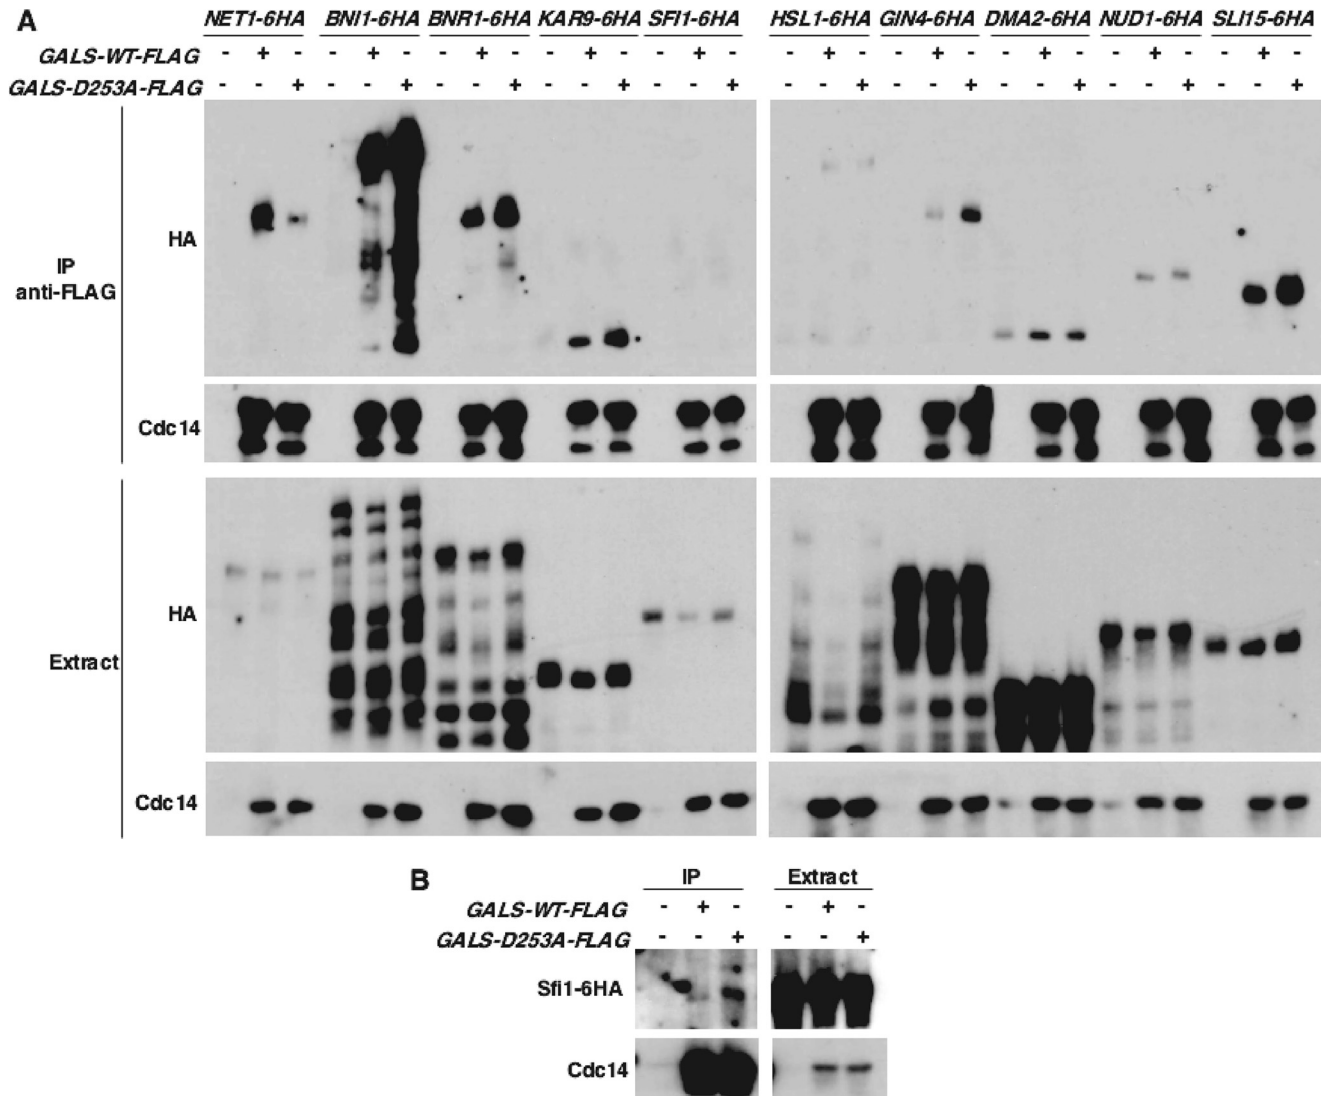 A
NET1-6HA BNI1-6HA BNR1-6HA KAR9-6HA SFI1-6HA HSL1-6HA GIN4-6HA DMA2-6HA NUD1-6HA SLI15-6HA
GALS-WT-FLAG - + - - + - - + - - + - - + - - + - - + - - + - - + - - + -
GALS-D253A-FLAG - - + - - + - - + - - + - - + - - + - - + - - + - - + - - +
HA
IP
anti-FLAG
Cdc14
HA
Extract
Cdc14
B
IP Extract
GALS-WT-FLAG - + - - + -
GALS-D253A-FLAG - - + - - +
Sfi1-6HA
Cdc14